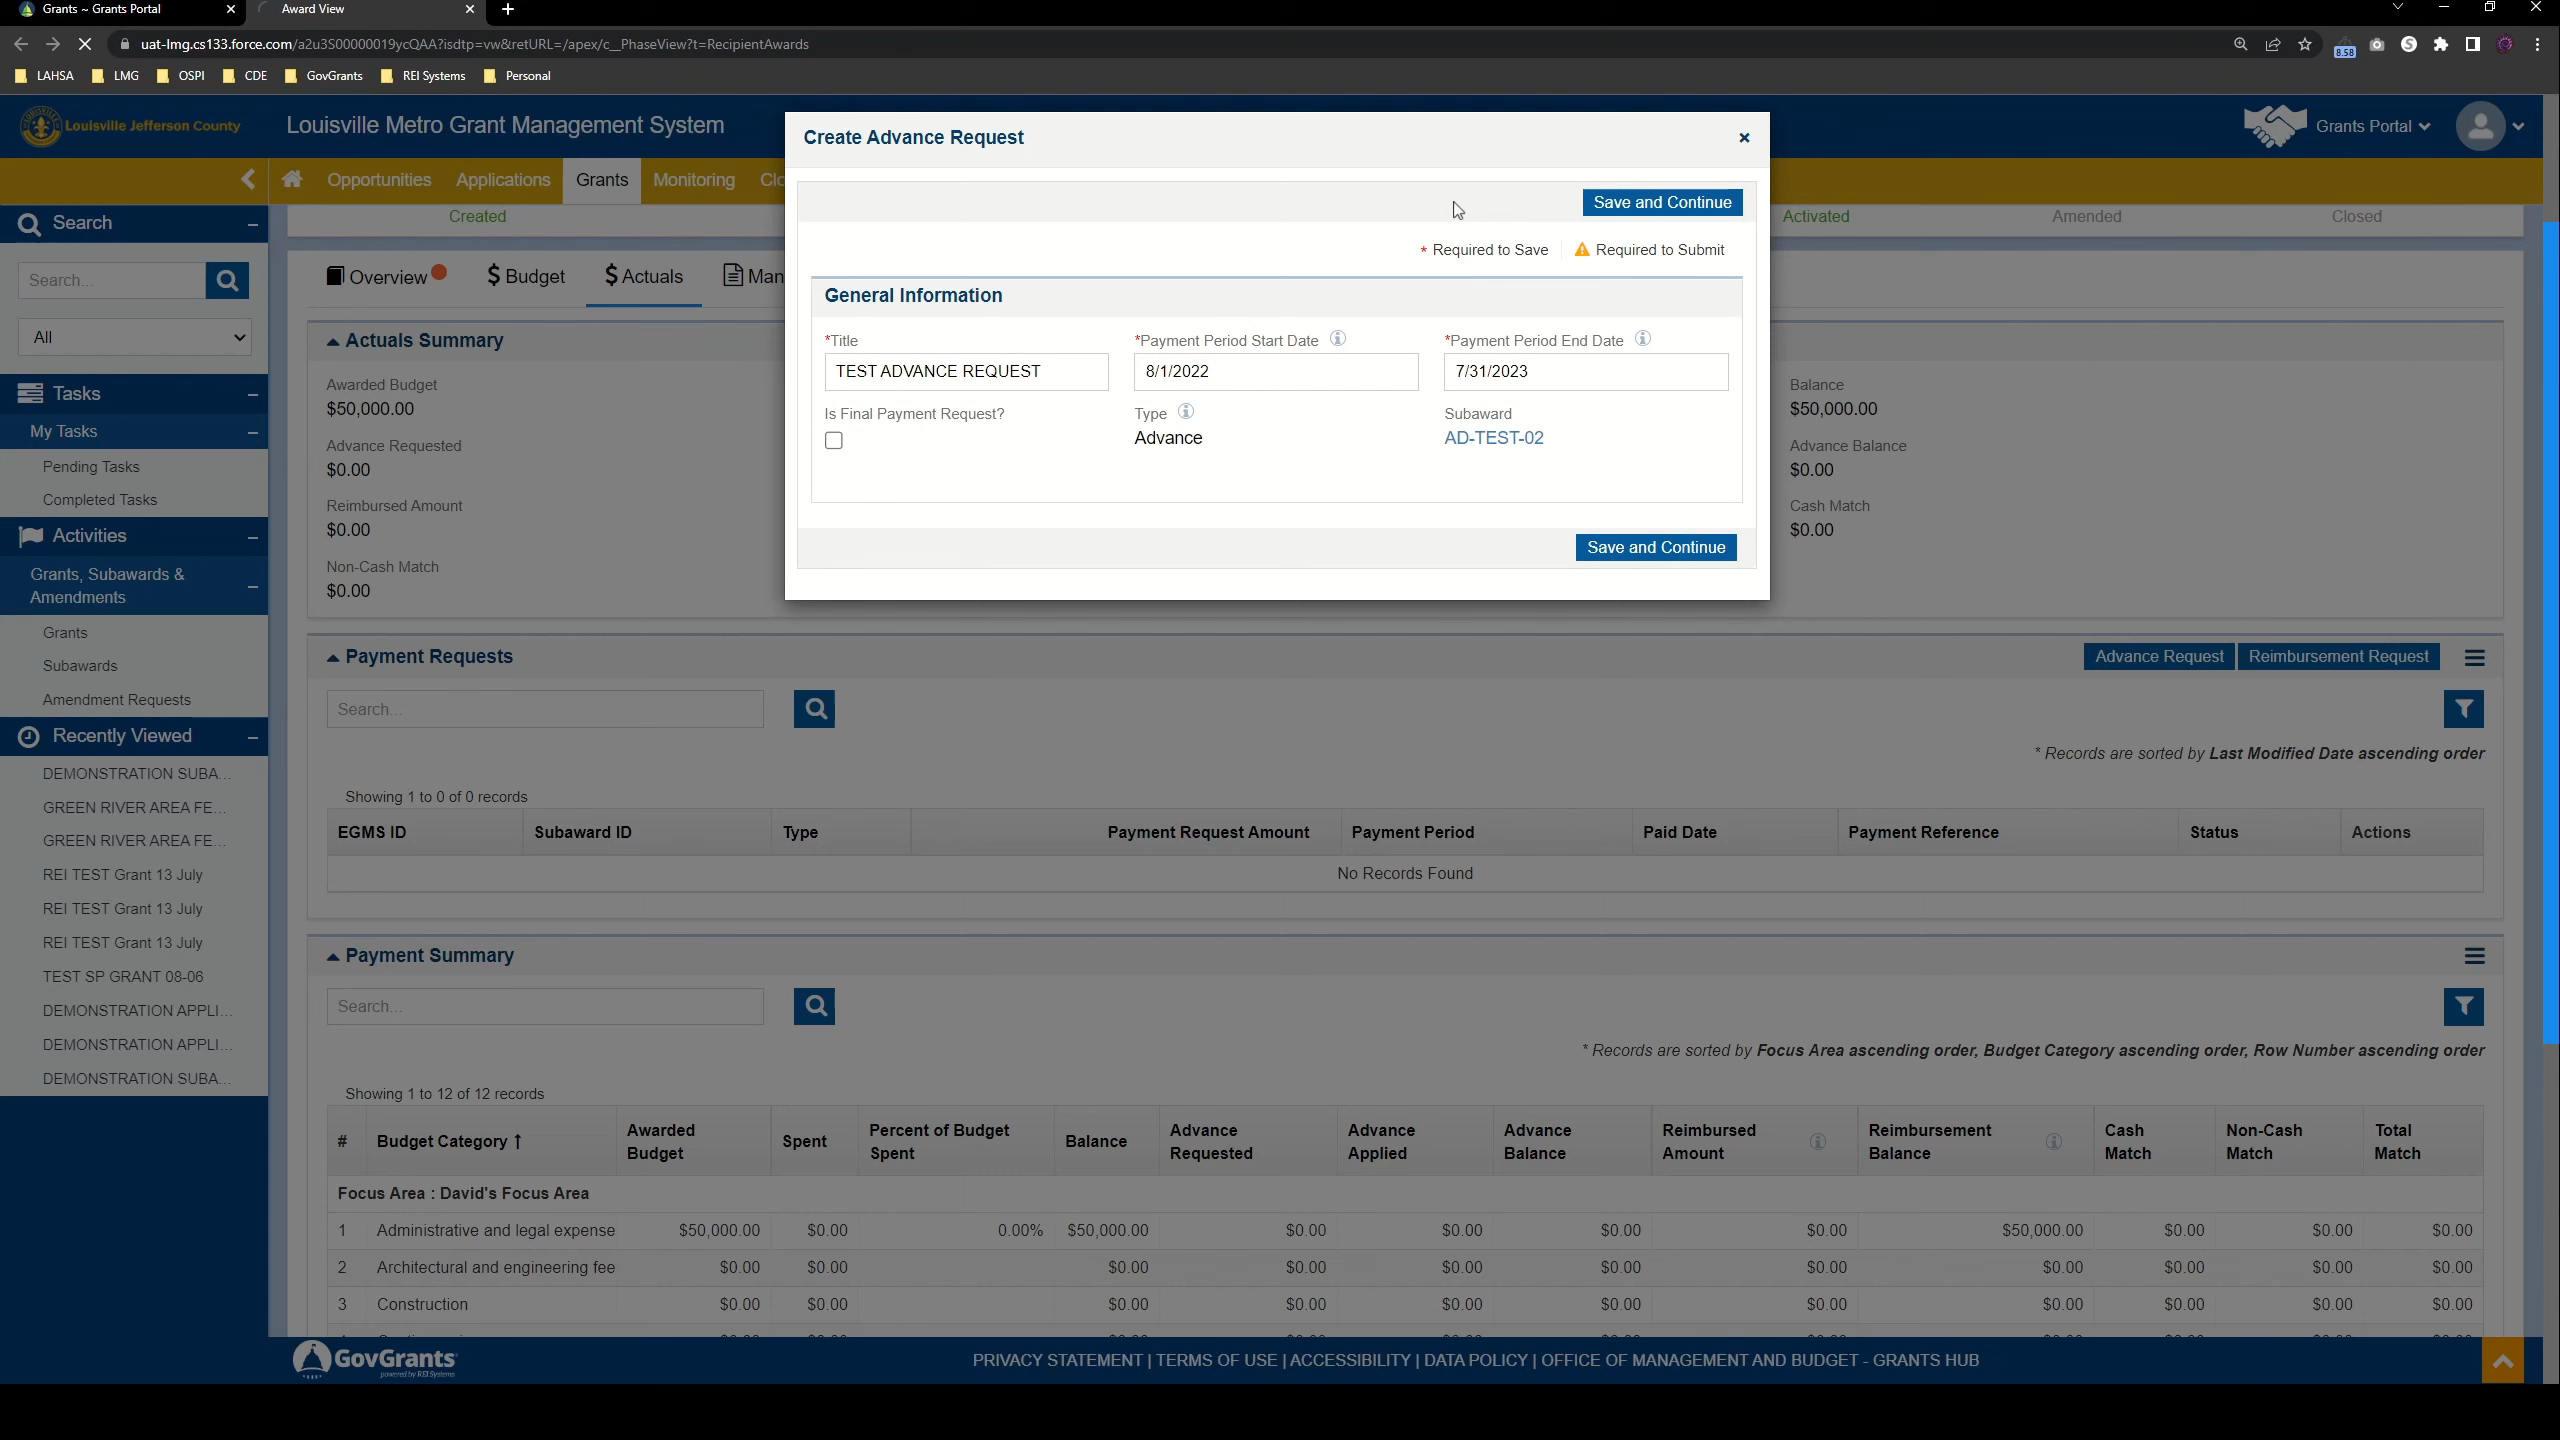 Grants ~ Grants Portal
Award View
uat-lmg.cs133.force.com/a2u3S00000019ycQAA?isdtp=vw&retURL=/apex/c__PhaseView?t=RecipientAwards
8.58
LAHSA LMG OSPI CDE GovGrants REI Systems Personal
Louisville Jefferson County
Louisville Metro Grant Management System
Grants Portal
Opportunities Applications Grants Monitoring Clo
Search
Search...
All
Tasks
My Tasks
Pending Tasks
Completed Tasks
Activities
Grants, Subawards &
Amendments
Grants
Subawards
Amendment Requests
Recently Viewed
DEMONSTRATION SUBA...
GREEN RIVER AREA FE...
GREEN RIVER AREA FE...
REI TEST Grant 13 July
REI TEST Grant 13 July
REI TEST Grant 13 July
TEST SP GRANT 08-06
DEMONSTRATION APPLI...
DEMONSTRATION APPLI...
DEMONSTRATION SUBA...
Created Activated Amended Closed
Overview Budget Actuals Man
Create Advance Request
Save and Continue
* Required to Save Required to Submit
General Information
*Title *Payment Period Start Date *Payment Period End Date
TEST ADVANCE REQUEST 8/1/2022 7/31/2023
Is Final Payment Request? Type Subaward
Advance AD-TEST-02
Save and Continue
Actuals Summary
Awarded Budget Balance
$50,000.00 $50,000.00
Advance Requested Advance Balance
$0.00 $0.00
Reimbursed Amount Cash Match
$0.00 $0.00
Non-Cash Match
$0.00
Payment Requests
Advance Request Reimbursement Request
Search...
* Records are sorted by Last Modified Date ascending order
Showing 1 to 0 of 0 records
EGMS ID Subaward ID Type Payment Request Amount Payment Period Paid Date Payment Reference Status Actions
No Records Found
Payment Summary
Search...
* Records are sorted by Focus Area ascending order, Budget Category ascending order, Row Number ascending order
Showing 1 to 12 of 12 records
# Budget Category ↑ Awarded Budget Spent Percent of Budget Spent Balance Advance Requested Advance Applied Advance Balance Reimbursed Amount Reimbursement Balance Cash Match Non-Cash Match Total Match
Focus Area : David's Focus Area
1 Administrative and legal expense $50,000.00 $0.00 0.00% $50,000.00 $0.00 $0.00 $0.00 $0.00 $50,000.00 $0.00 $0.00 $0.00
2 Architectural and engineering fee $0.00 $0.00 $0.00 $0.00 $0.00 $0.00 $0.00 $0.00 $0.00 $0.00 $0.00
3 Construction $0.00 $0.00 $0.00 $0.00 $0.00 $0.00 $0.00 $0.00 $0.00 $0.00 $0.00
GovGrants
powered by REI Systems
PRIVACY STATEMENT | TERMS OF USE | ACCESSIBILITY | DATA POLICY | OFFICE OF MANAGEMENT AND BUDGET - GRANTS HUB